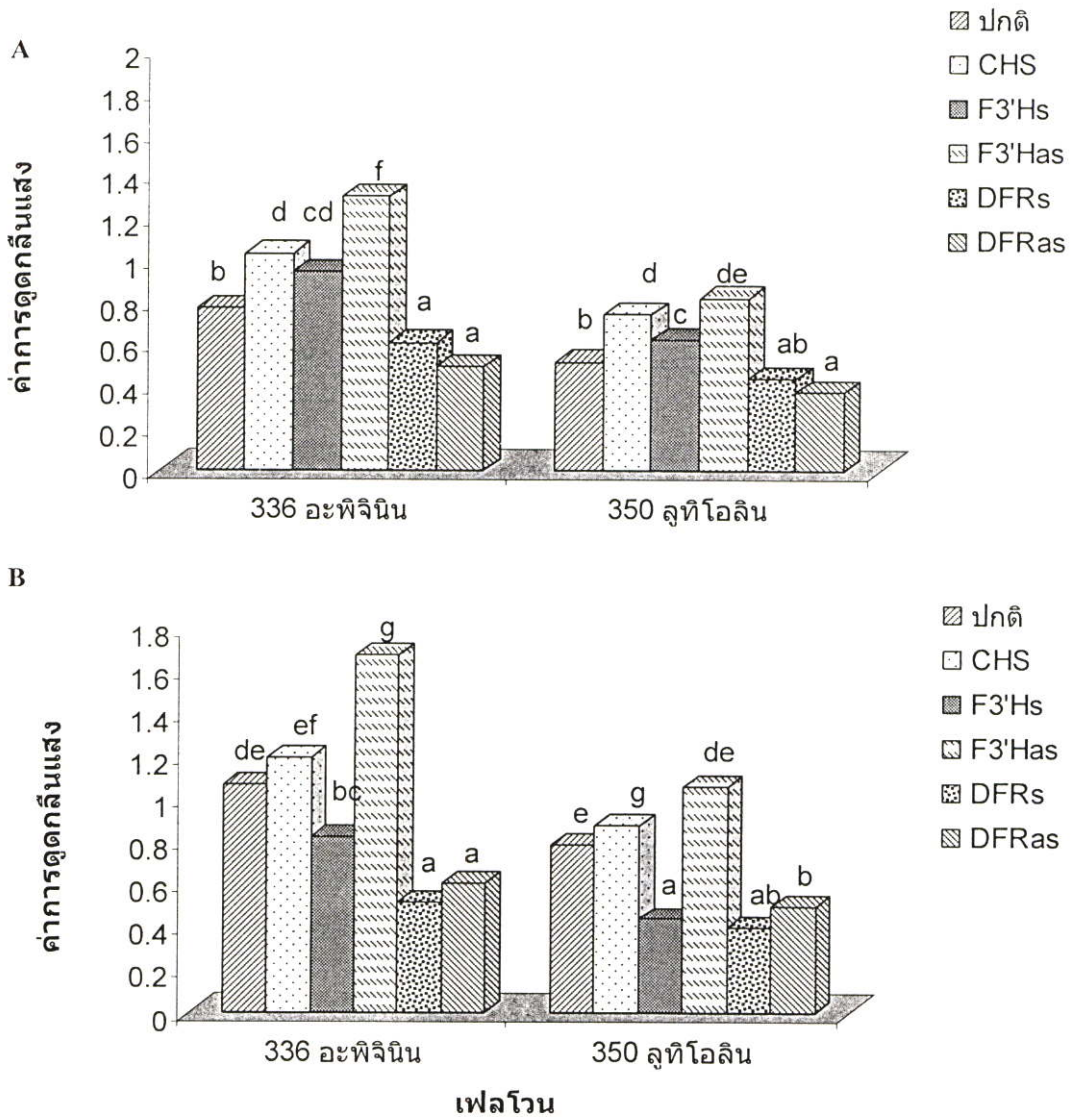 A
ค่าการดูดกลืนแสง
2
1.8
1.6
1.4
1.2
1
0.8
0.6
0.4
0.2
0
b
d
cd
f
a
a
b
d
c
de
ab
a
336 อะพิจินิน
350 ลูทิโอลิน
ปกติ
CHS
F3'Hs
F3'Has
DFRs
DFRas
B
ค่าการดูดกลืนแสง
1.8
1.6
1.4
1.2
1
0.8
0.6
0.4
0.2
0
de
ef
bc
g
a
a
e
g
a
de
ab
b
336 อะพิจินิน
350 ลูทิโอลิน
เฟลโวน
ปกติ
CHS
F3'Hs
F3'Has
DFRs
DFRas